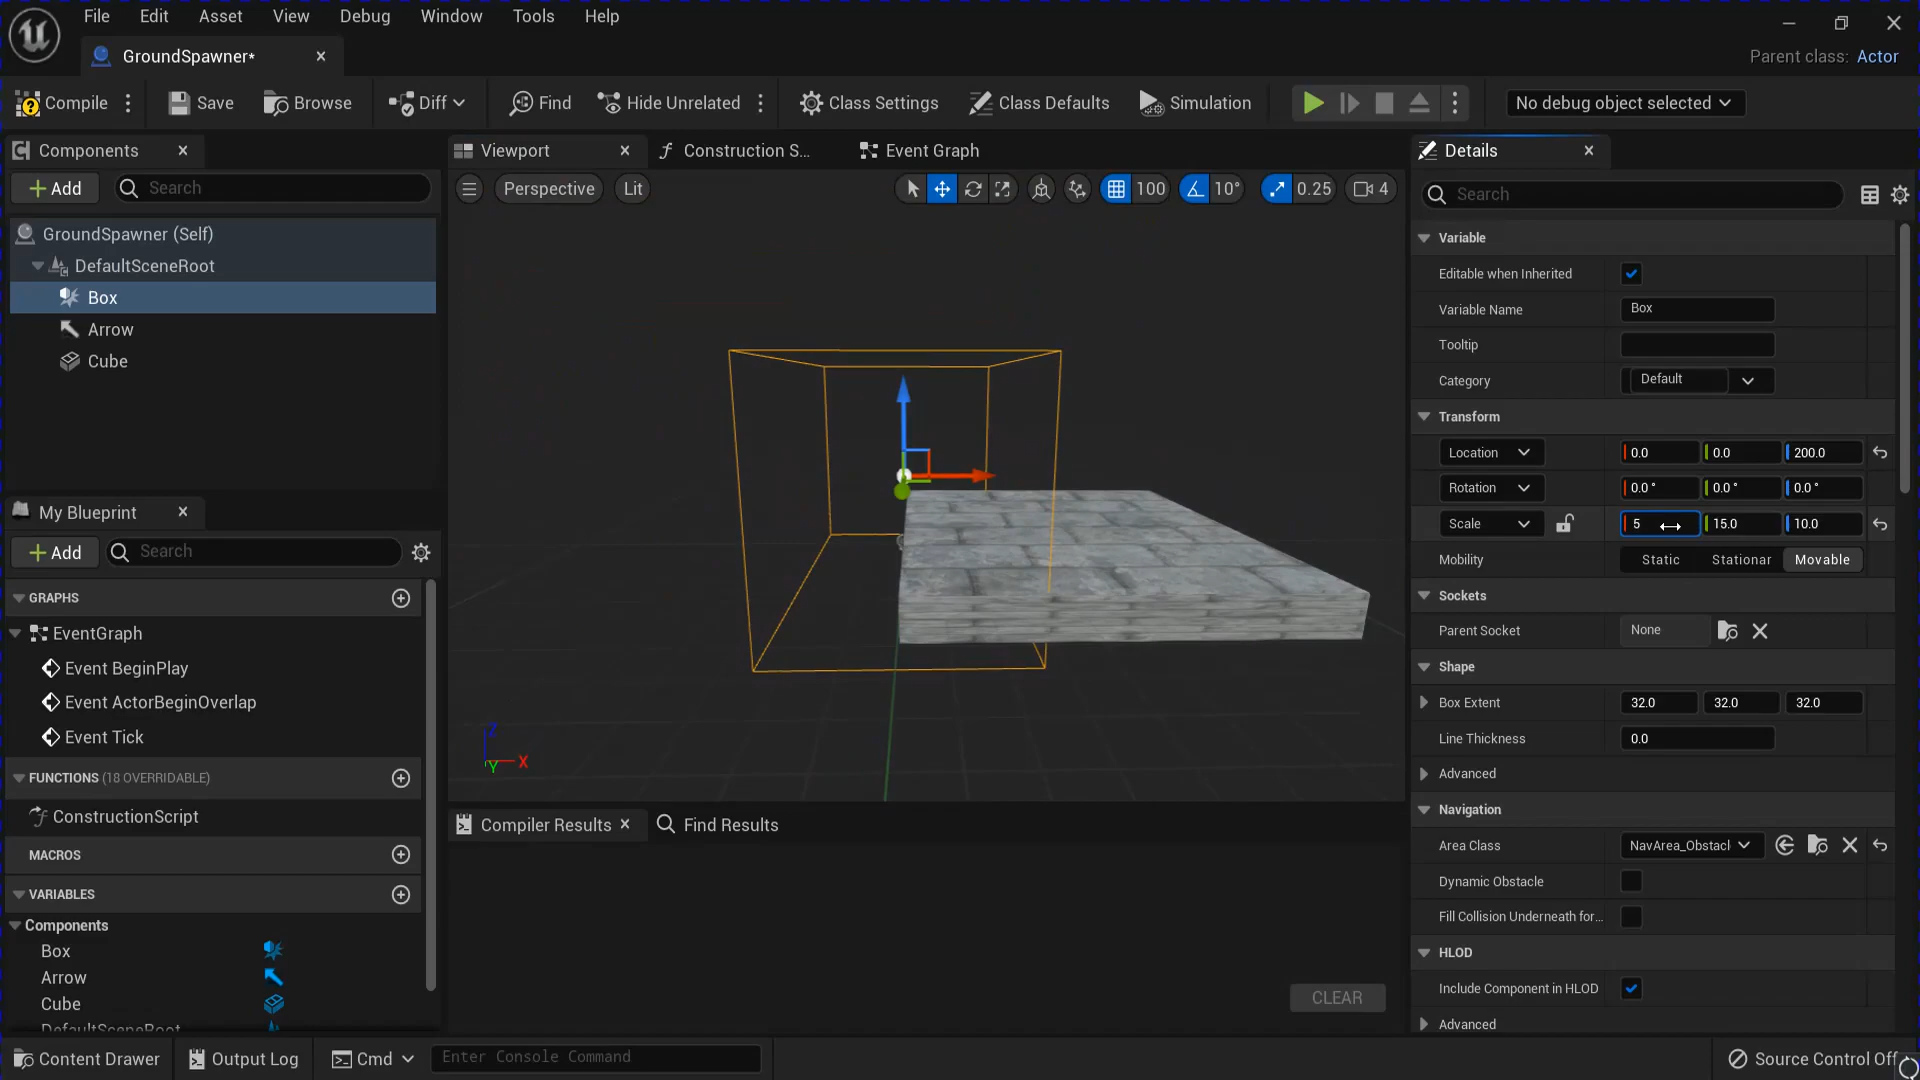 File Edit Asset View Debug Window Tools Help
GroundSpawner*
Parent class: Actor
Compile Save Browse Diff Find Hide Unrelated Class Settings Class Defaults Simulation No debug object selected
Components
Add Search
GroundSpawner (Self)
DefaultSceneRoot
Box
Arrow
Cube
My Blueprint
Add Search
GRAPHS
EventGraph
Event BeginPlay
Event ActorBeginOverlap
Event Tick
FUNCTIONS (18 OVERRIDABLE)
ConstructionScript
MACROS
VARIABLES
Components
Box
Arrow
Cube
DefaultSceneRoot
Viewport Construction S... Event Graph
Perspective Lit 100 10° 0.25 4
Z
X
Y
Compiler Results Find Results
CLEAR
Details
Search
Variable
Editable when Inherited
Variable Name Box
Tooltip
Category Default
Transform
Location 0.0 0.0 200.0
Rotation 0.0 ° 0.0 ° 0.0 °
Scale 5 15.0 10.0
Mobility Static Stationar Movable
Sockets
Parent Socket None
Shape
Box Extent 32.0 32.0 32.0
Line Thickness 0.0
Advanced
Navigation
Area Class NavArea_Obstacl
Dynamic Obstacle
Fill Collision Underneath for...
HLOD
Include Component in HLOD
Advanced
Content Drawer Output Log Cmd Enter Console Command Source Control Off